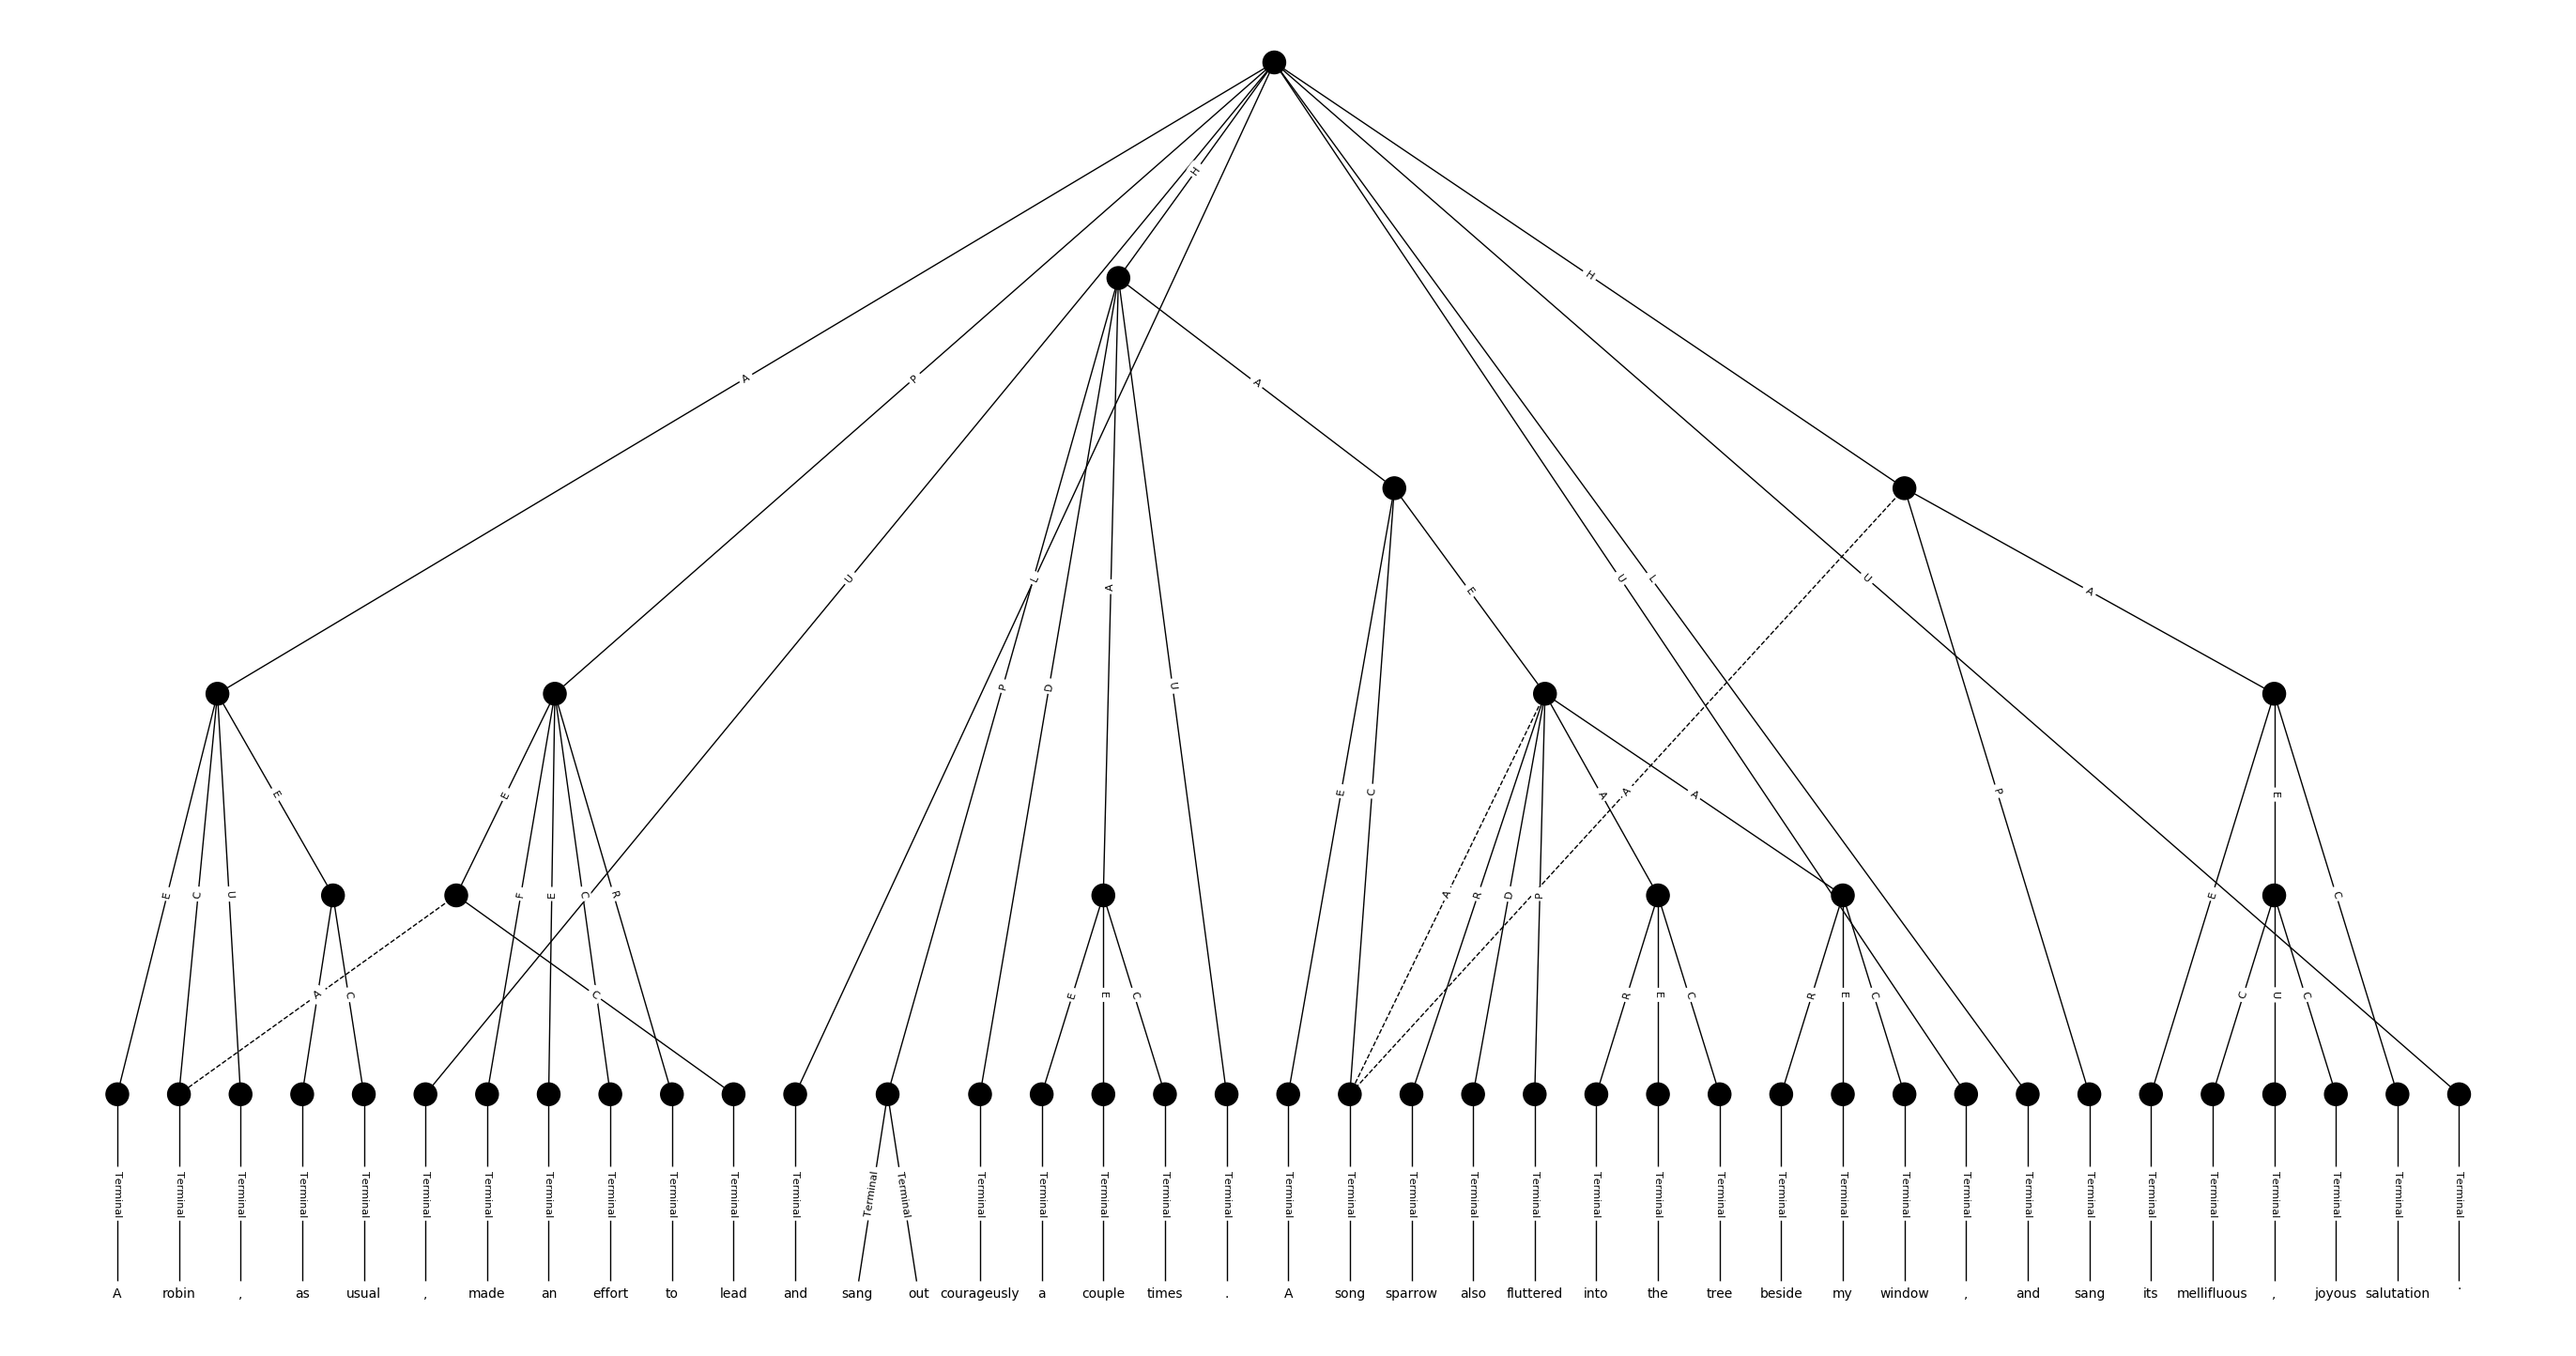 H
H
A
P
A
U
L
U
L
U
A
E
P
D
U
A
E
E
E
C
A
A
A
P
E
E
C
U
F
E
C
R
A
R
D
P
E
C
A
C
C
E
E
C
R
E
C
R
E
C
C
U
C
Terminal Terminal Terminal Terminal Terminal Terminal Terminal Terminal Terminal Terminal Terminal Terminal Terminal Terminal Terminal Terminal Terminal Terminal Terminal Terminal Terminal Terminal Terminal Terminal Terminal Terminal Terminal Terminal Terminal Terminal Terminal Terminal Terminal Terminal Terminal Terminal Terminal Terminal Terminal
A robin , as usual , made an effort to lead and sang out courageously a couple times . A song sparrow also fluttered into the tree beside my window , and sang its mellifluous , joyous salutation .